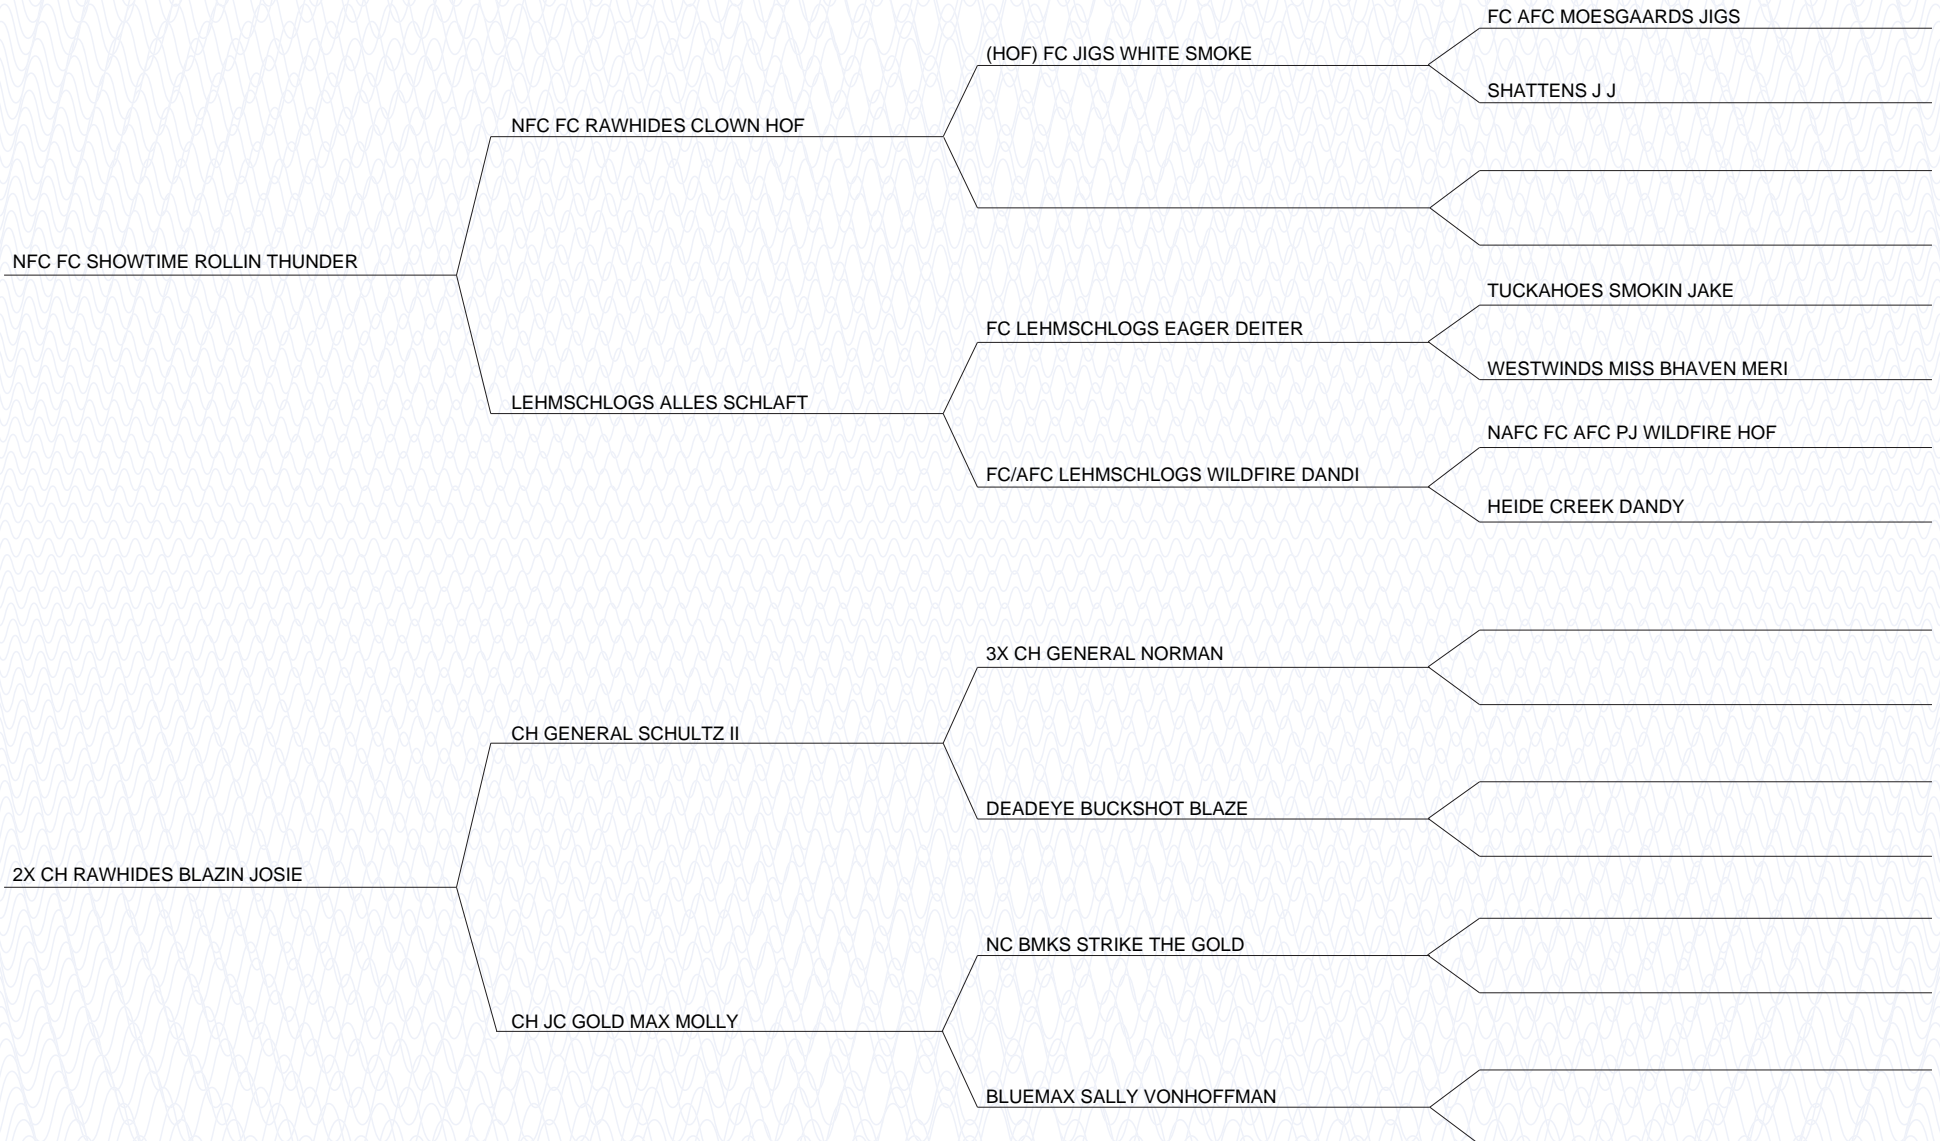 FC AFC MOESGAARDS JIGS
(HOF) FC JIGS WHITE SMOKE
SHATTENS J J
NFC FC RAWHIDES CLOWN HOF
NFC FC SHOWTIME ROLLIN THUNDER
TUCKAHOES SMOKIN JAKE
FC LEHMSCHLOGS EAGER DEITER
WESTWINDS MISS BHAVEN MERI
LEHMSCHLOGS ALLES SCHLAFT
NAFC FC AFC PJ WILDFIRE HOF
FC/AFC LEHMSCHLOGS WILDFIRE DANDI
HEIDE CREEK DANDY
3X CH GENERAL NORMAN
CH GENERAL SCHULTZ II
DEADEYE BUCKSHOT BLAZE
2X CH RAWHIDES BLAZIN JOSIE
NC BMKS STRIKE THE GOLD
CH JC GOLD MAX MOLLY
BLUEMAX SALLY VONHOFFMAN